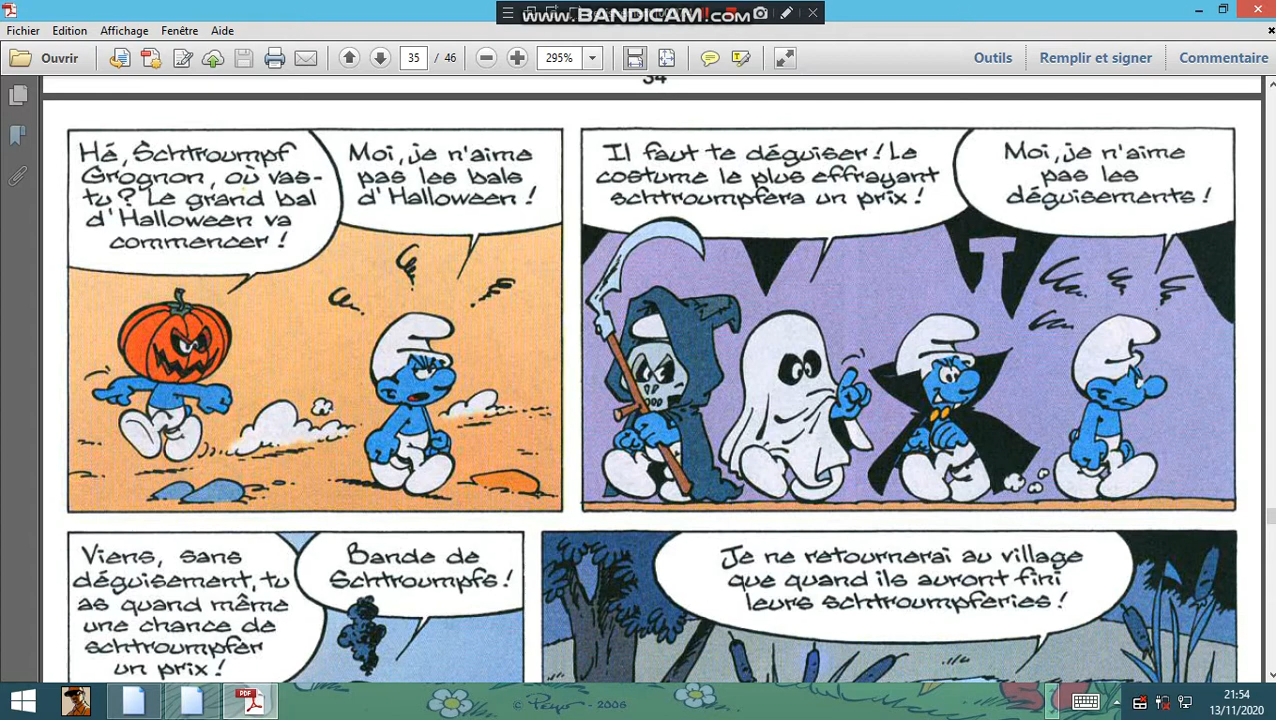 www.BANDICAM.com
Fichier Edition Affichage Fenêtre Aide
Ouvrir 35 / 46 295% Outils Remplir et signer Commentaire
34
Hé, Schtroumpf
Grognon, où vas-
tu ? Le grand bal
d'Halloween va
commencer !
Moi, je n'aime
pas les bals
d'Halloween !
Il faut te déguiser ! Le
costume le plus effrayant
schtroumpfera un prix !
Moi, je n'aime
pas les
déguisements !
Viens, sans
déguisement, tu
as quand même
une chance de
schtroumpfer
un prix !
Bande de
Schtroumpfs !
Je ne retournerai au village
que quand ils auront fini
leurs schtroumpferies !
PDF
© Peyo - 2006
21:54
13/11/2020